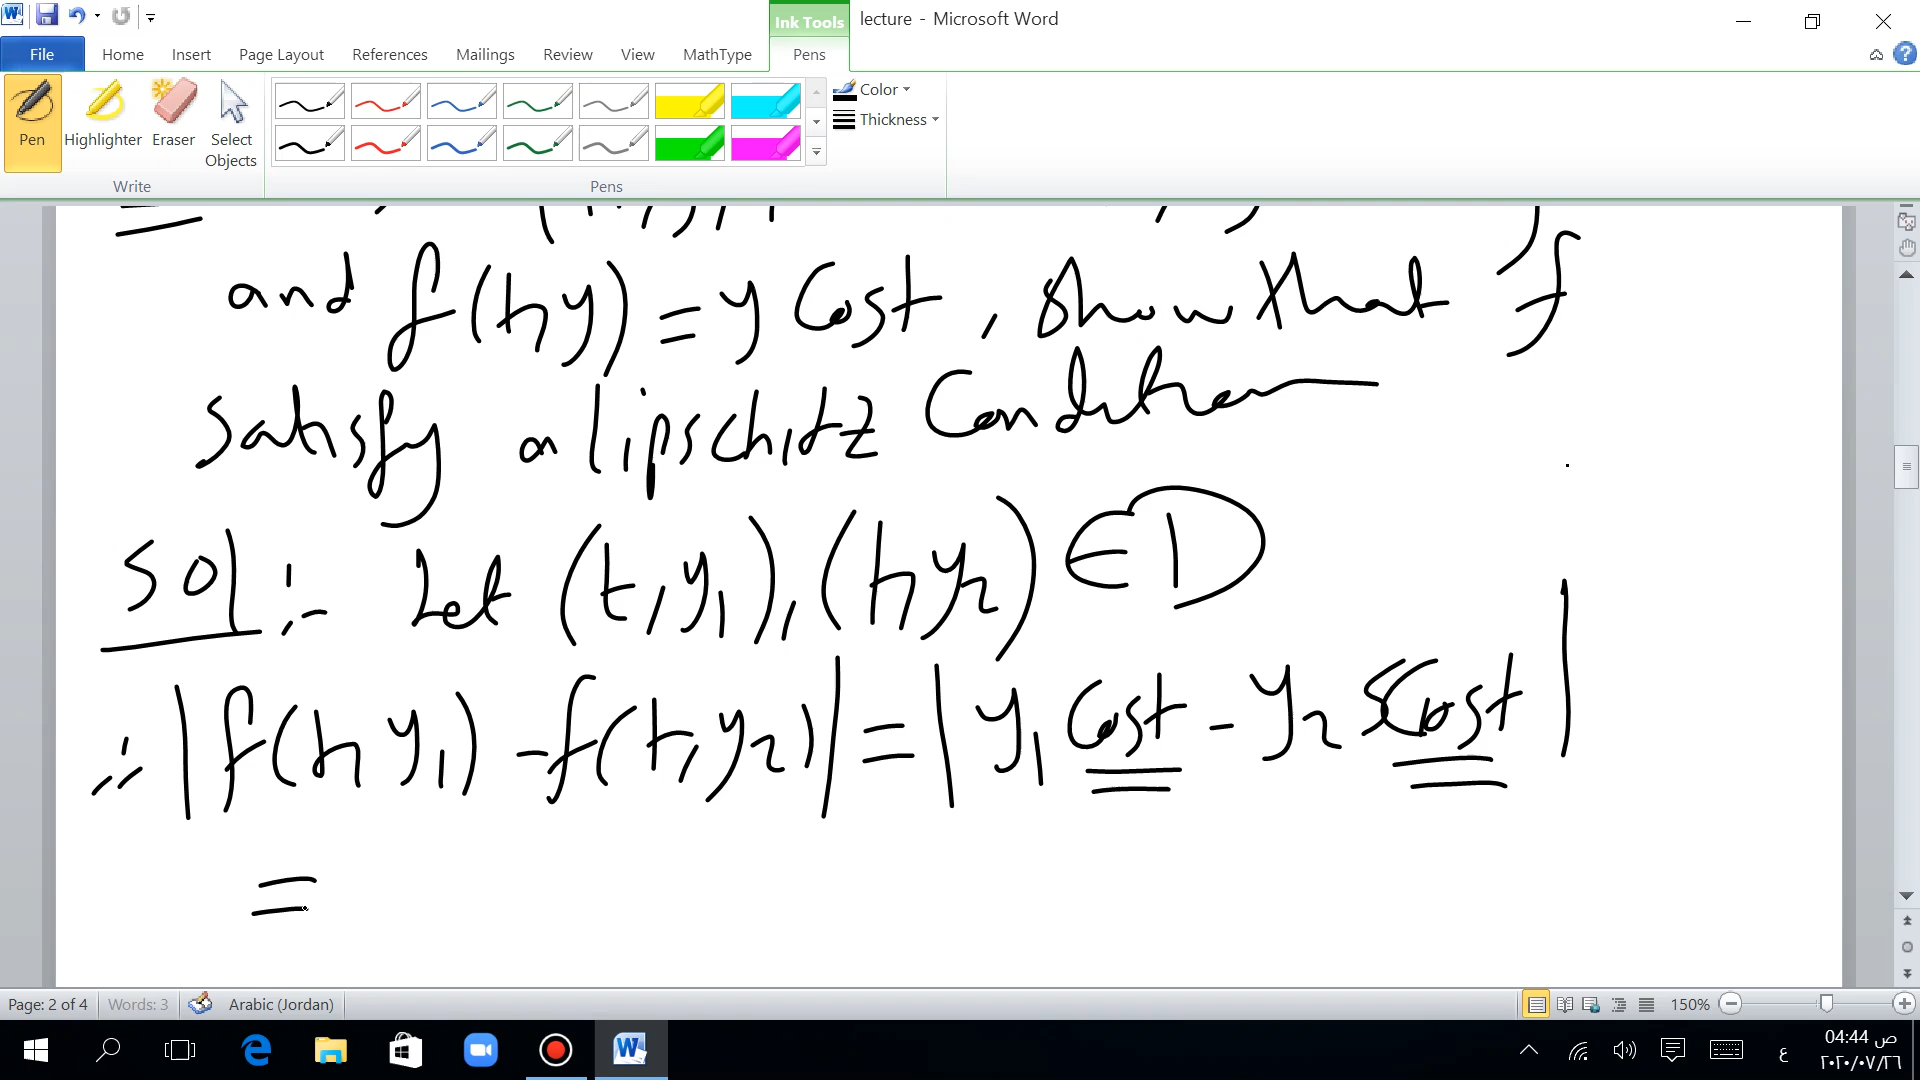 lecture - Microsoft Word
Ink Tools
File Home Insert Page Layout References Mailings Review View MathType Pens
Pen Highlighter Eraser Select Objects
Color
Thickness
Write Pens
and f(t,y) = y Cost , show that f
satisfy a lipschitz Condition
Sol :- Let (t,y₁), (t,y₂) ∈ D
∴ |f(t,y₁) - f(t,y₂)| = |y₁ Cost - y₂ Cost|
=
Page: 2 of 4 Words: 3 Arabic (Jordan) 150%
ع
04:44 ص
٢٠٢٠/٠٧/٢٦